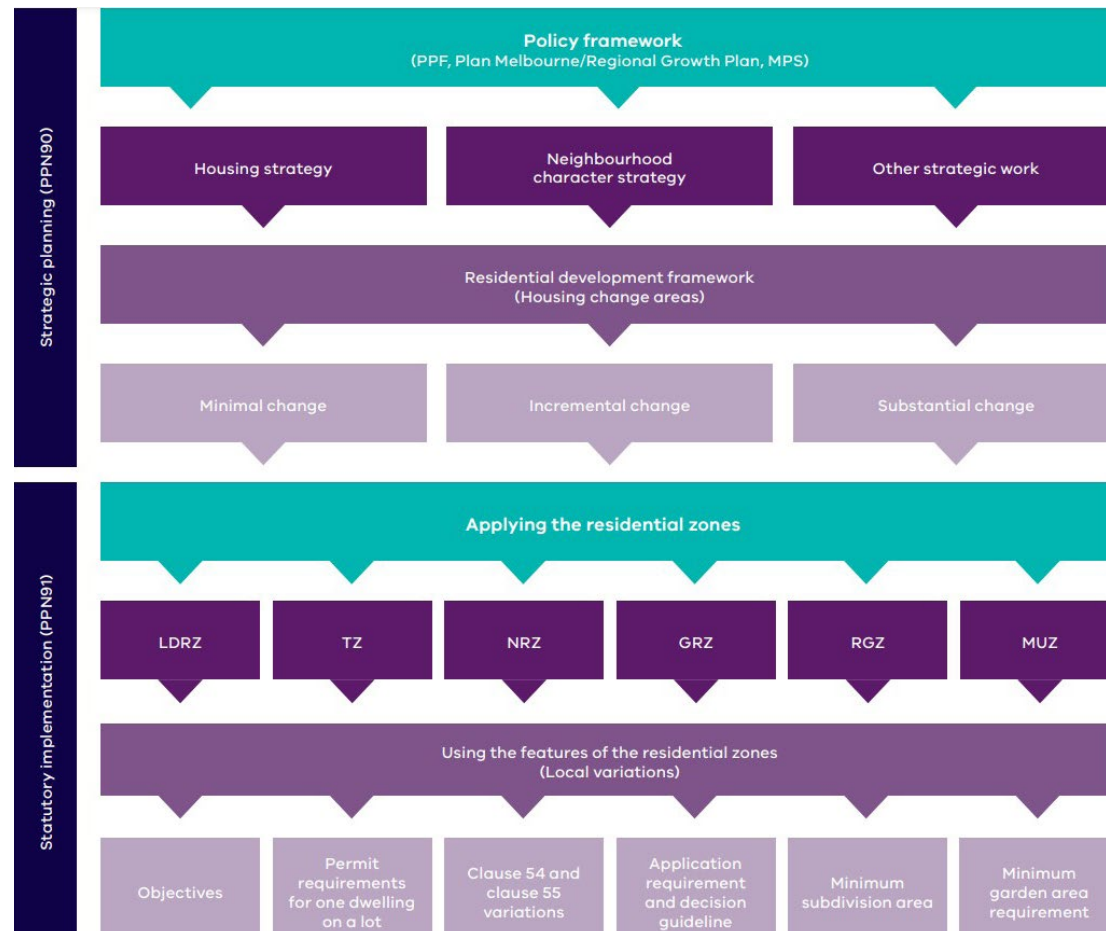 Strategic planning (PPN90)
Policy framework
(PPF, Plan Melbourne/Regional Growth Plan, MPS)
Housing strategy
Neighbourhood
character strategy
Other strategic work
Residential development framework
(Housing change areas)
Minimal change
Incremental change
Substantial change
Statutory implementation (PPN91)
Applying the residential zones
LDRZ
TZ
NRZ
GRZ
RGZ
MUZ
Using the features of the residential zones
(Local variations)
Objectives
Permit
requirements
for one dwelling
on a lot
Clause 54 and
clause 55
variations
Application
requirement
and decision
guideline
Minimum
subdivision area
Minimum
garden area
requirement